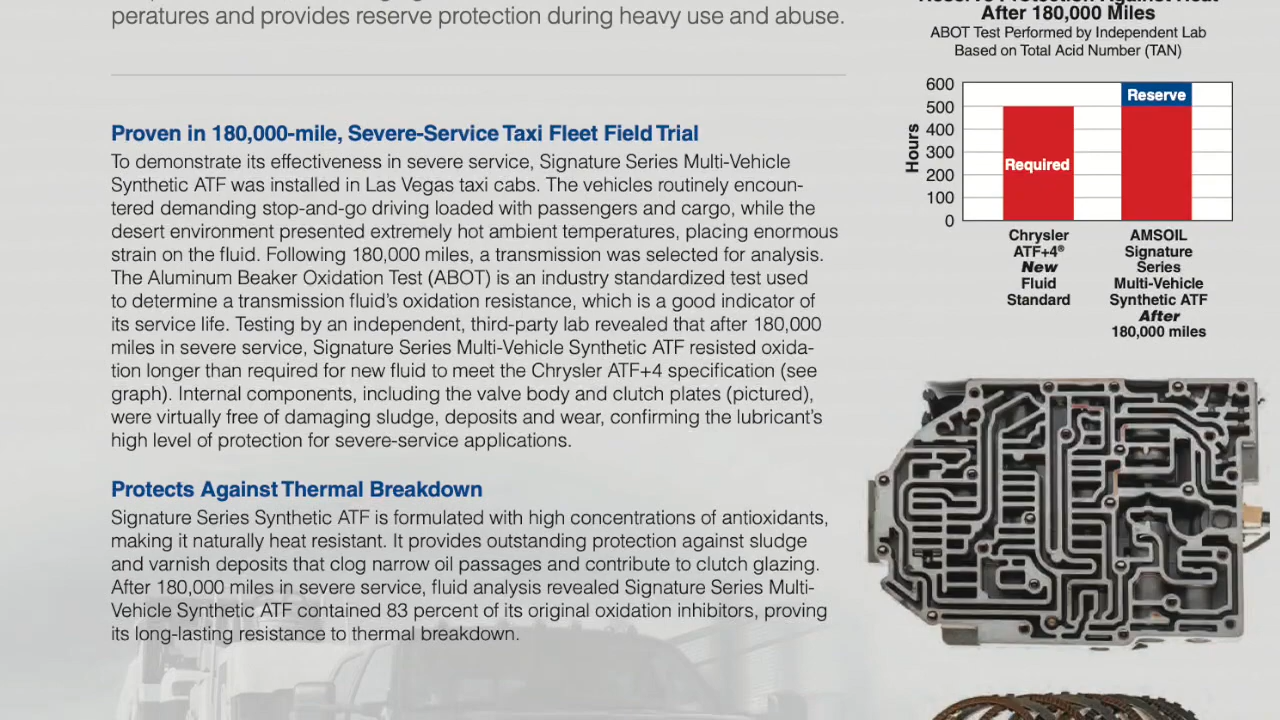 peratures and provides reserve protection during heavy use and abuse.
Proven in 180,000-mile, Severe-Service Taxi Fleet Field Trial
To demonstrate its effectiveness in severe service, Signature Series Multi-Vehicle
Synthetic ATF was installed in Las Vegas taxi cabs. The vehicles routinely encoun-
tered demanding stop-and-go driving loaded with passengers and cargo, while the
desert environment presented extremely hot ambient temperatures, placing enormous
strain on the fluid. Following 180,000 miles, a transmission was selected for analysis.
The Aluminum Beaker Oxidation Test (ABOT) is an industry standardized test used
to determine a transmission fluid's oxidation resistance, which is a good indicator of
its service life. Testing by an independent, third-party lab revealed that after 180,000
miles in severe service, Signature Series Multi-Vehicle Synthetic ATF resisted oxida-
tion longer than required for new fluid to meet the Chrysler ATF+4 specification (see
graph). Internal components, including the valve body and clutch plates (pictured),
were virtually free of damaging sludge, deposits and wear, confirming the lubricant's
high level of protection for severe-service applications.
Protects Against Thermal Breakdown
Signature Series Synthetic ATF is formulated with high concentrations of antioxidants,
making it naturally heat resistant. It provides outstanding protection against sludge
and varnish deposits that clog narrow oil passages and contribute to clutch glazing.
After 180,000 miles in severe service, fluid analysis revealed Signature Series Multi-
Vehicle Synthetic ATF contained 83 percent of its original oxidation inhibitors, proving
its long-lasting resistance to thermal breakdown.
After 180,000 Miles
ABOT Test Performed by Independent Lab
Based on Total Acid Number (TAN)
Hours
600
500
400
300
200
100
0
Required
Reserve
Chrysler
ATF+4®
New
Fluid
Standard
AMSOIL
Signature
Series
Multi-Vehicle
Synthetic ATF
After
180,000 miles